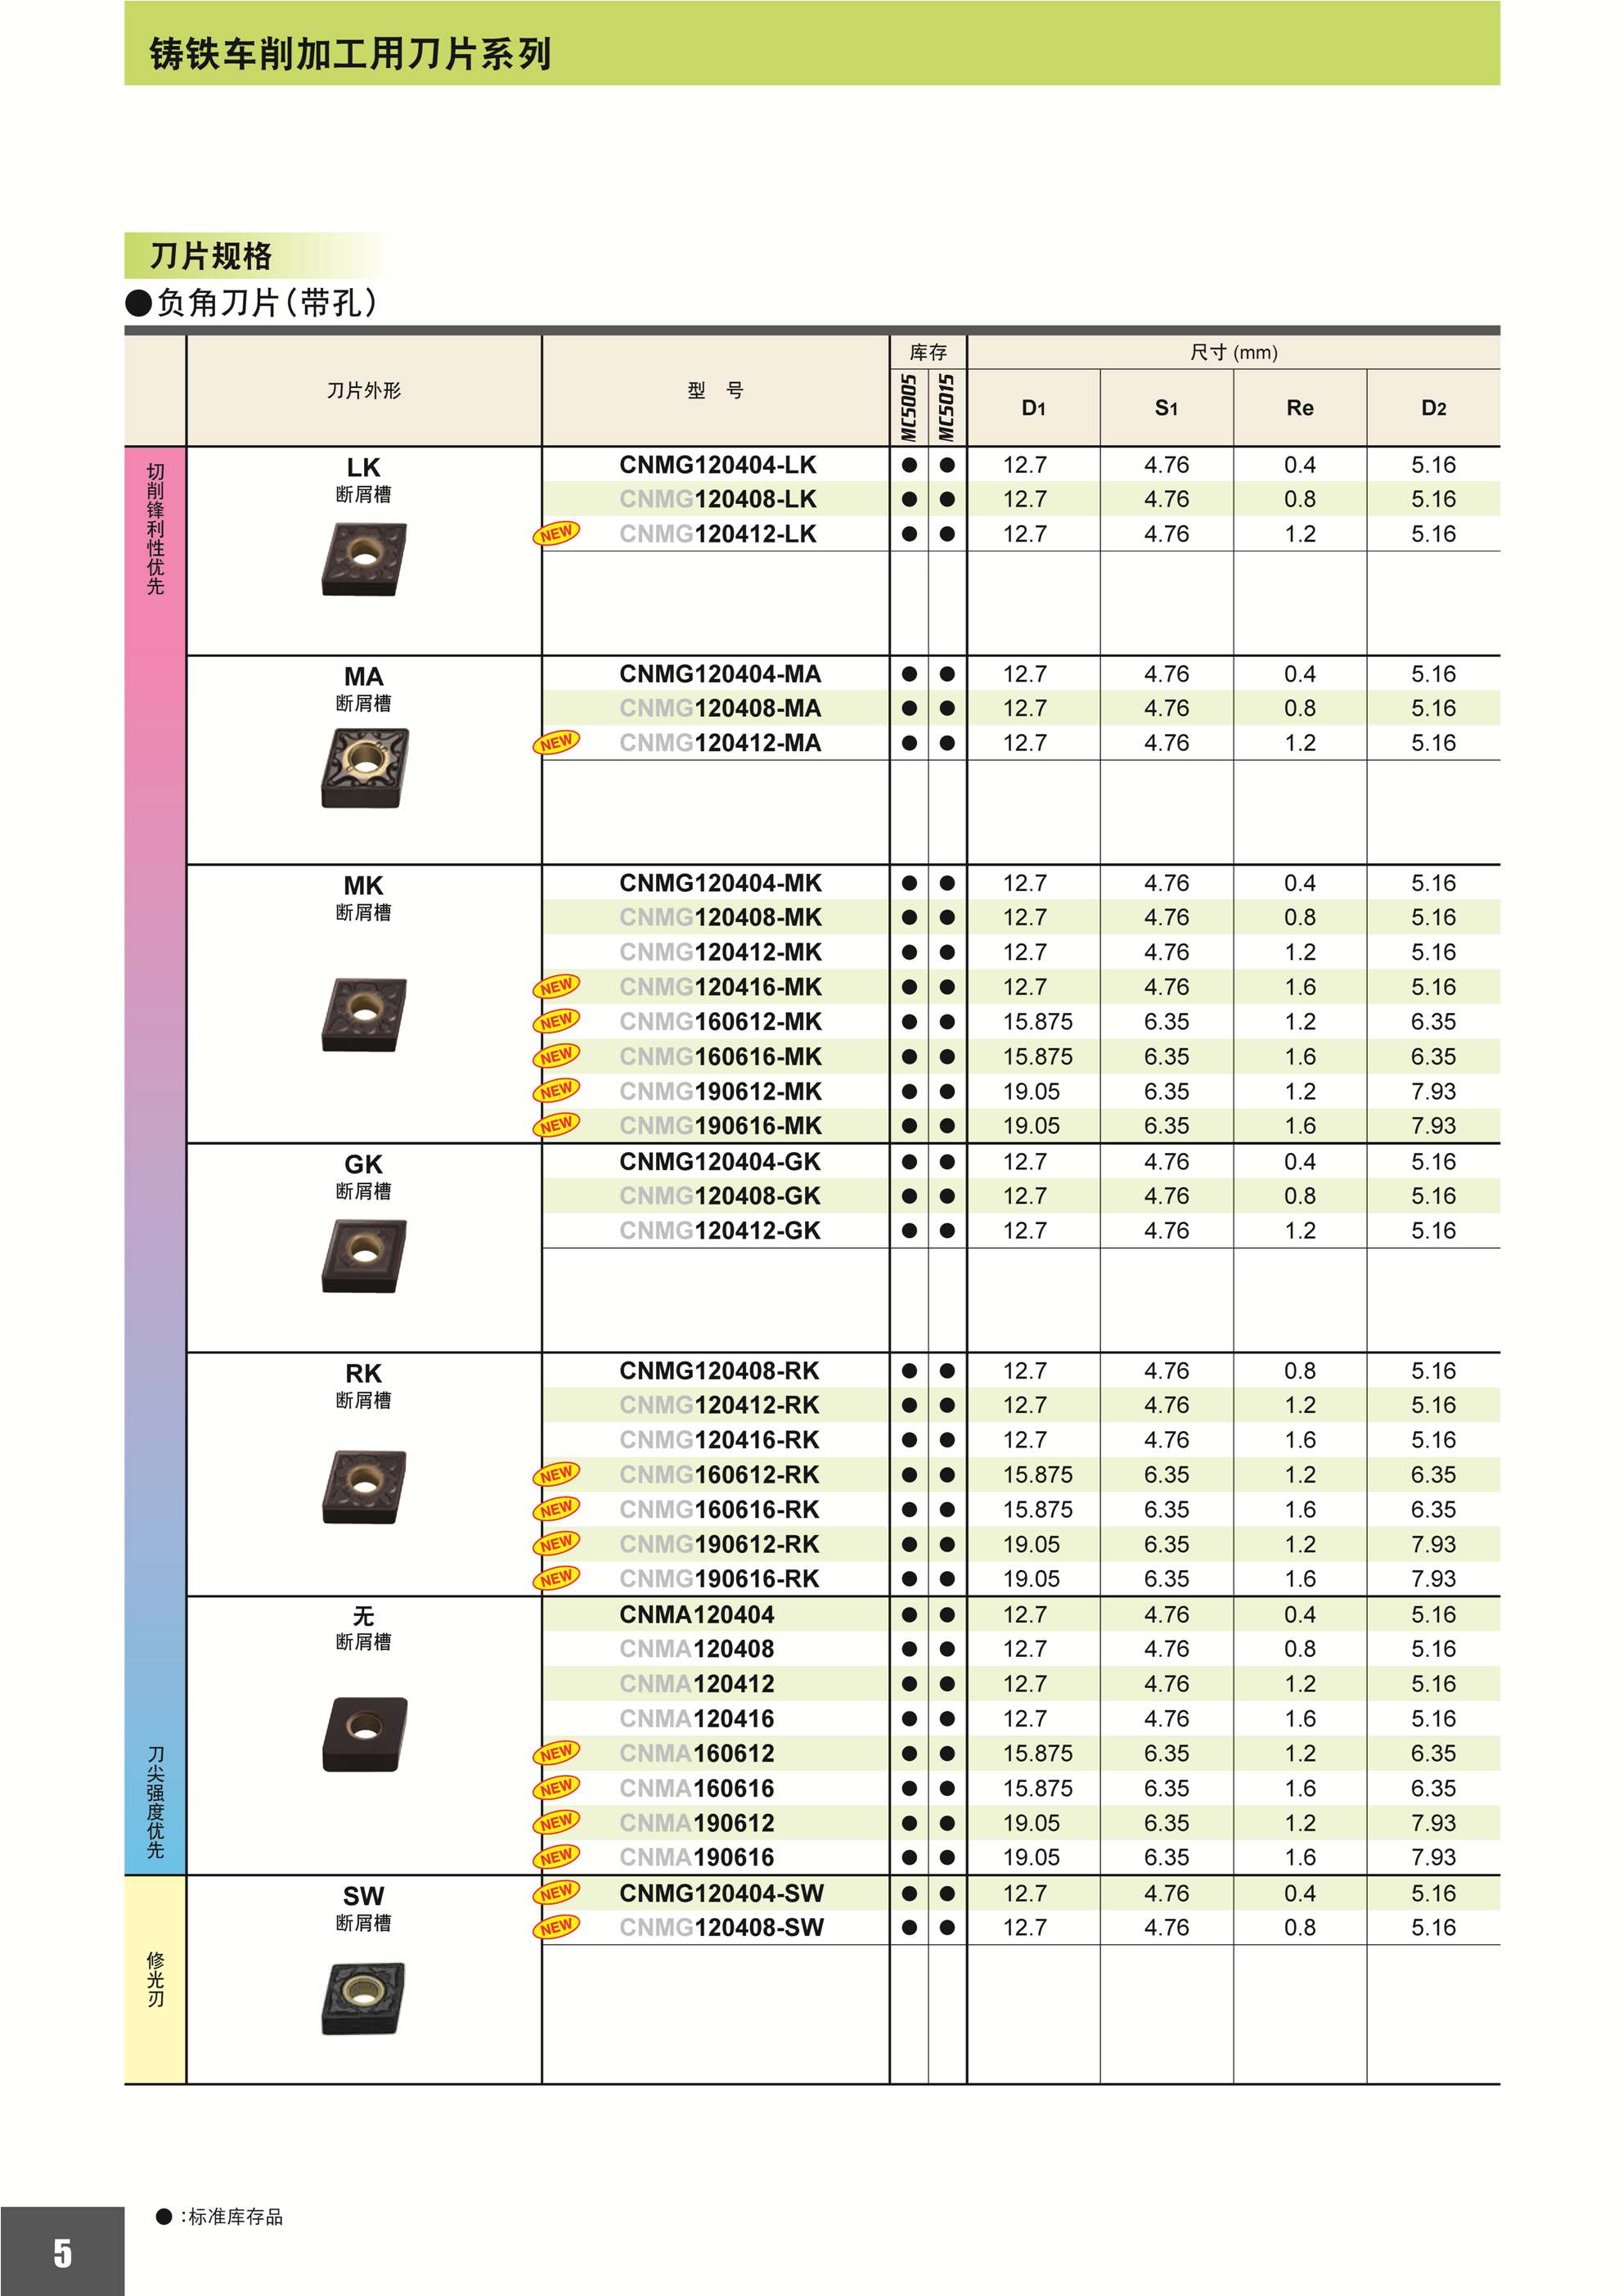 铸铁车削加工用刀片系列
刀片规格
●负角刀片(带孔)
刀片外形 型 号 库存 尺寸 (mm)
MC5005 MC5015 D1 S1 Re D2
切削锋利性优先
LK
断屑槽
CNMG120404-LK ● ● 12.7 4.76 0.4 5.16
CNMG120408-LK ● ● 12.7 4.76 0.8 5.16
NEW CNMG120412-LK ● ● 12.7 4.76 1.2 5.16
MA
断屑槽
CNMG120404-MA ● ● 12.7 4.76 0.4 5.16
CNMG120408-MA ● ● 12.7 4.76 0.8 5.16
NEW CNMG120412-MA ● ● 12.7 4.76 1.2 5.16
MK
断屑槽
CNMG120404-MK ● ● 12.7 4.76 0.4 5.16
CNMG120408-MK ● ● 12.7 4.76 0.8 5.16
CNMG120412-MK ● ● 12.7 4.76 1.2 5.16
NEW CNMG120416-MK ● ● 12.7 4.76 1.6 5.16
NEW CNMG160612-MK ● ● 15.875 6.35 1.2 6.35
NEW CNMG160616-MK ● ● 15.875 6.35 1.6 6.35
NEW CNMG190612-MK ● ● 19.05 6.35 1.2 7.93
NEW CNMG190616-MK ● ● 19.05 6.35 1.6 7.93
GK
断屑槽
CNMG120404-GK ● ● 12.7 4.76 0.4 5.16
CNMG120408-GK ● ● 12.7 4.76 0.8 5.16
CNMG120412-GK ● ● 12.7 4.76 1.2 5.16
RK
断屑槽
CNMG120408-RK ● ● 12.7 4.76 0.8 5.16
CNMG120412-RK ● ● 12.7 4.76 1.2 5.16
CNMG120416-RK ● ● 12.7 4.76 1.6 5.16
NEW CNMG160612-RK ● ● 15.875 6.35 1.2 6.35
NEW CNMG160616-RK ● ● 15.875 6.35 1.6 6.35
NEW CNMG190612-RK ● ● 19.05 6.35 1.2 7.93
NEW CNMG190616-RK ● ● 19.05 6.35 1.6 7.93
无
断屑槽
CNMA120404 ● ● 12.7 4.76 0.4 5.16
CNMA120408 ● ● 12.7 4.76 0.8 5.16
CNMA120412 ● ● 12.7 4.76 1.2 5.16
CNMA120416 ● ● 12.7 4.76 1.6 5.16
NEW CNMA160612 ● ● 15.875 6.35 1.2 6.35
NEW CNMA160616 ● ● 15.875 6.35 1.6 6.35
NEW CNMA190612 ● ● 19.05 6.35 1.2 7.93
NEW CNMA190616 ● ● 19.05 6.35 1.6 7.93
刀尖强度优先
SW
断屑槽
NEW CNMG120404-SW ● ● 12.7 4.76 0.4 5.16
NEW CNMG120408-SW ● ● 12.7 4.76 0.8 5.16
修光刃
● :标准库存品
5